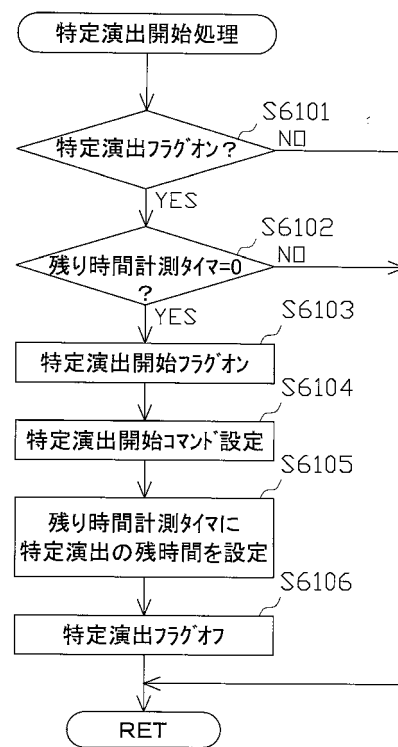 特定演出開始処理
S6101
特定演出フラグオン?
NO
YES
S6102
残り時間計測タイマ=0
?
NO
YES
S6103
特定演出開始フラグオン
S6104
特定演出開始コマンド設定
S6105
残り時間計測タイマに
特定演出の残時間を設定
S6106
特定演出フラグオフ
RET